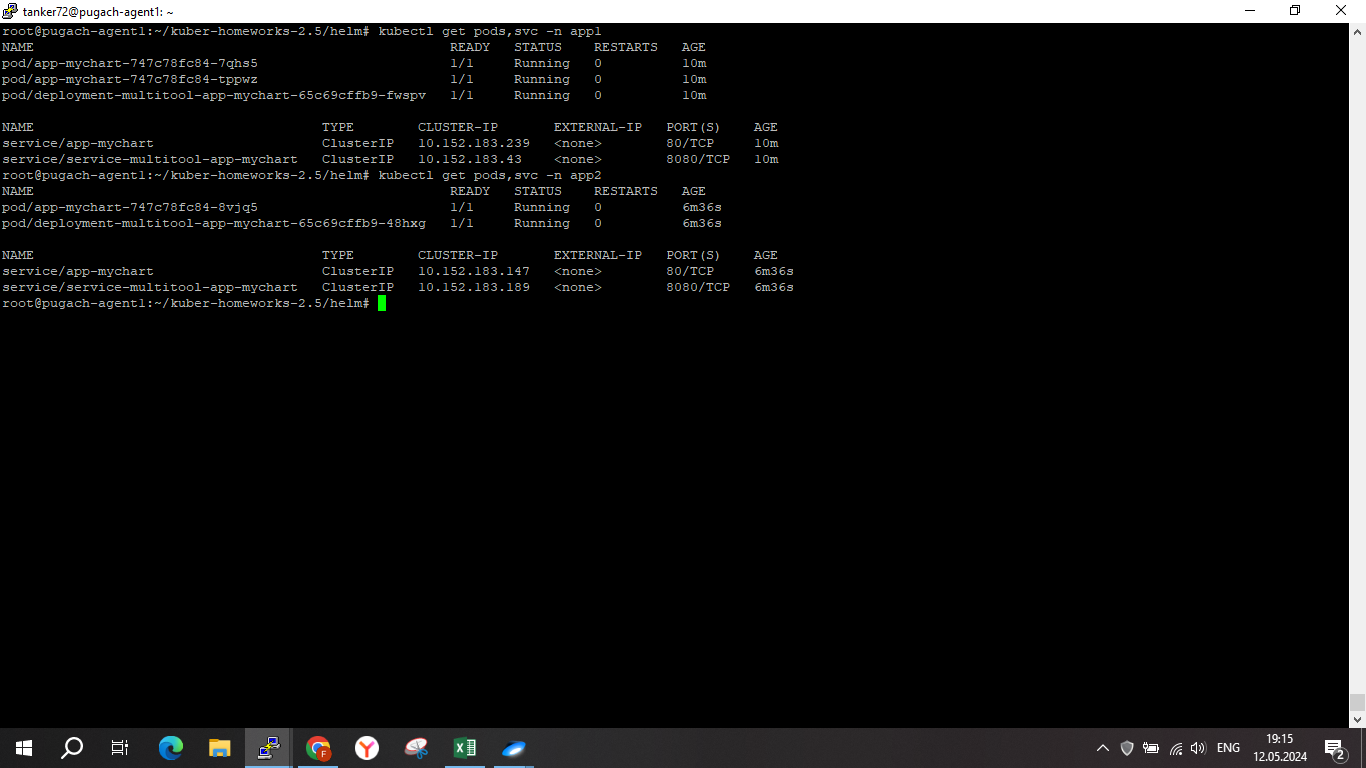 tanker72@pugach-agent1: ~
root@pugach-agent1:~/kuber-homeworks-2.5/helm# kubectl get pods,svc -n app1
NAME READY STATUS RESTARTS AGE
pod/app-mychart-747c78fc84-7qhs5 1/1 Running 0 10m
pod/app-mychart-747c78fc84-tppwz 1/1 Running 0 10m
pod/deployment-multitool-app-mychart-65c69cffb9-fwspv 1/1 Running 0 10m
NAME TYPE CLUSTER-IP EXTERNAL-IP PORT(S) AGE
service/app-mychart ClusterIP 10.152.183.239 <none> 80/TCP 10m
service/service-multitool-app-mychart ClusterIP 10.152.183.43 <none> 8080/TCP 10m
root@pugach-agent1:~/kuber-homeworks-2.5/helm# kubectl get pods,svc -n app2
NAME READY STATUS RESTARTS AGE
pod/app-mychart-747c78fc84-8vjq5 1/1 Running 0 6m36s
pod/deployment-multitool-app-mychart-65c69cffb9-48hxg 1/1 Running 0 6m36s
NAME TYPE CLUSTER-IP EXTERNAL-IP PORT(S) AGE
service/app-mychart ClusterIP 10.152.183.147 <none> 80/TCP 6m36s
service/service-multitool-app-mychart ClusterIP 10.152.183.189 <none> 8080/TCP 6m36s
root@pugach-agent1:~/kuber-homeworks-2.5/helm#
ENG
19:15
12.05.2024
2